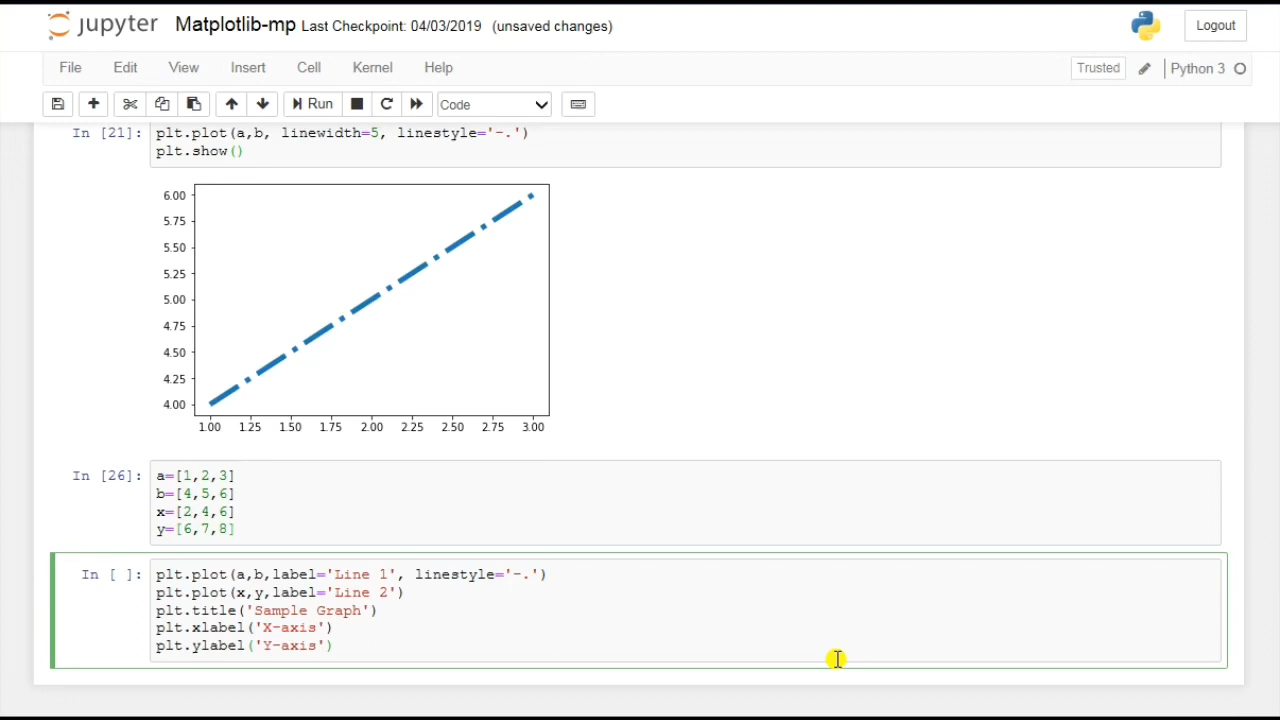 jupyter Matplotlib-mp Last Checkpoint: 04/03/2019 (unsaved changes) Logout
File Edit View Insert Cell Kernel Help Trusted Python 3
Run Code
In [21]: plt.plot(a,b, linewidth=5, linestyle='-.')
plt.show()
6.00
5.75
5.50
5.25
5.00
4.75
4.50
4.25
4.00
1.00 1.25 1.50 1.75 2.00 2.25 2.50 2.75 3.00
In [26]: a=[1,2,3]
b=[4,5,6]
x=[2,4,6]
y=[6,7,8]
In [ ]: plt.plot(a,b,label='Line 1', linestyle='-.')
plt.plot(x,y,label='Line 2')
plt.title('Sample Graph')
plt.xlabel('X-axis')
plt.ylabel('Y-axis')